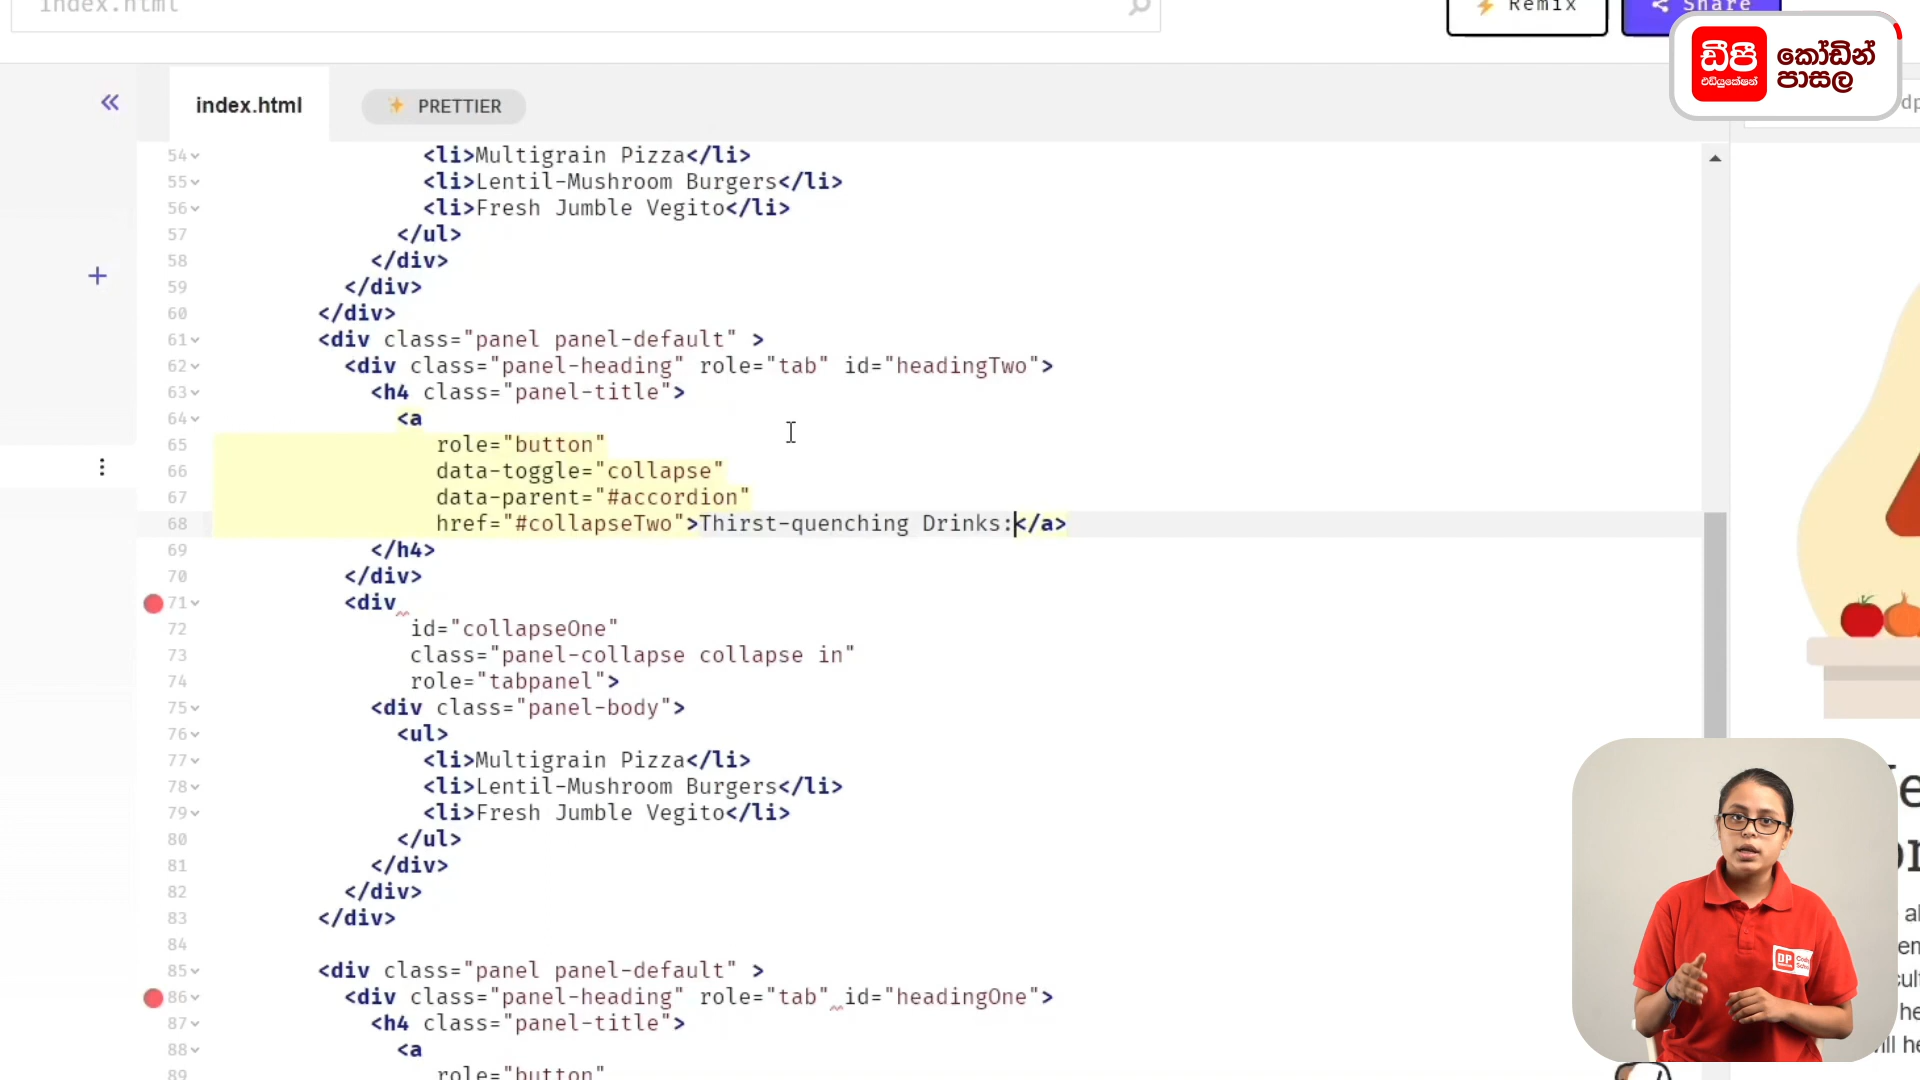 Index.html
Remix
Share
ඩීපී
එඩියුකේෂන්
කෝඩින්
පාසල
index.html
PRETTIER
54 <li>Multigrain Pizza</li>
55 <li>Lentil-Mushroom Burgers</li>
56 <li>Fresh Jumble Vegito</li>
57 </ul>
58 </div>
59 </div>
60 </div>
61 <div class="panel panel-default" >
62 <div class="panel-heading" role="tab" id="headingTwo">
63 <h4 class="panel-title">
64 <a
65 role="button"
66 data-toggle="collapse"
67 data-parent="#accordion"
68 href="#collapseTwo">Thirst-quenching Drinks:</a>
69 </h4>
70 </div>
71 <div
72 id="collapseOne"
73 class="panel-collapse collapse in"
74 role="tabpanel">
75 <div class="panel-body">
76 <ul>
77 <li>Multigrain Pizza</li>
78 <li>Lentil-Mushroom Burgers</li>
79 <li>Fresh Jumble Vegito</li>
80 </ul>
81 </div>
82 </div>
83 </div>
84
85 <div class="panel panel-default" >
86 <div class="panel-heading" role="tab" id="headingOne">
87 <h4 class="panel-title">
88 <a
89 role="button"
DP